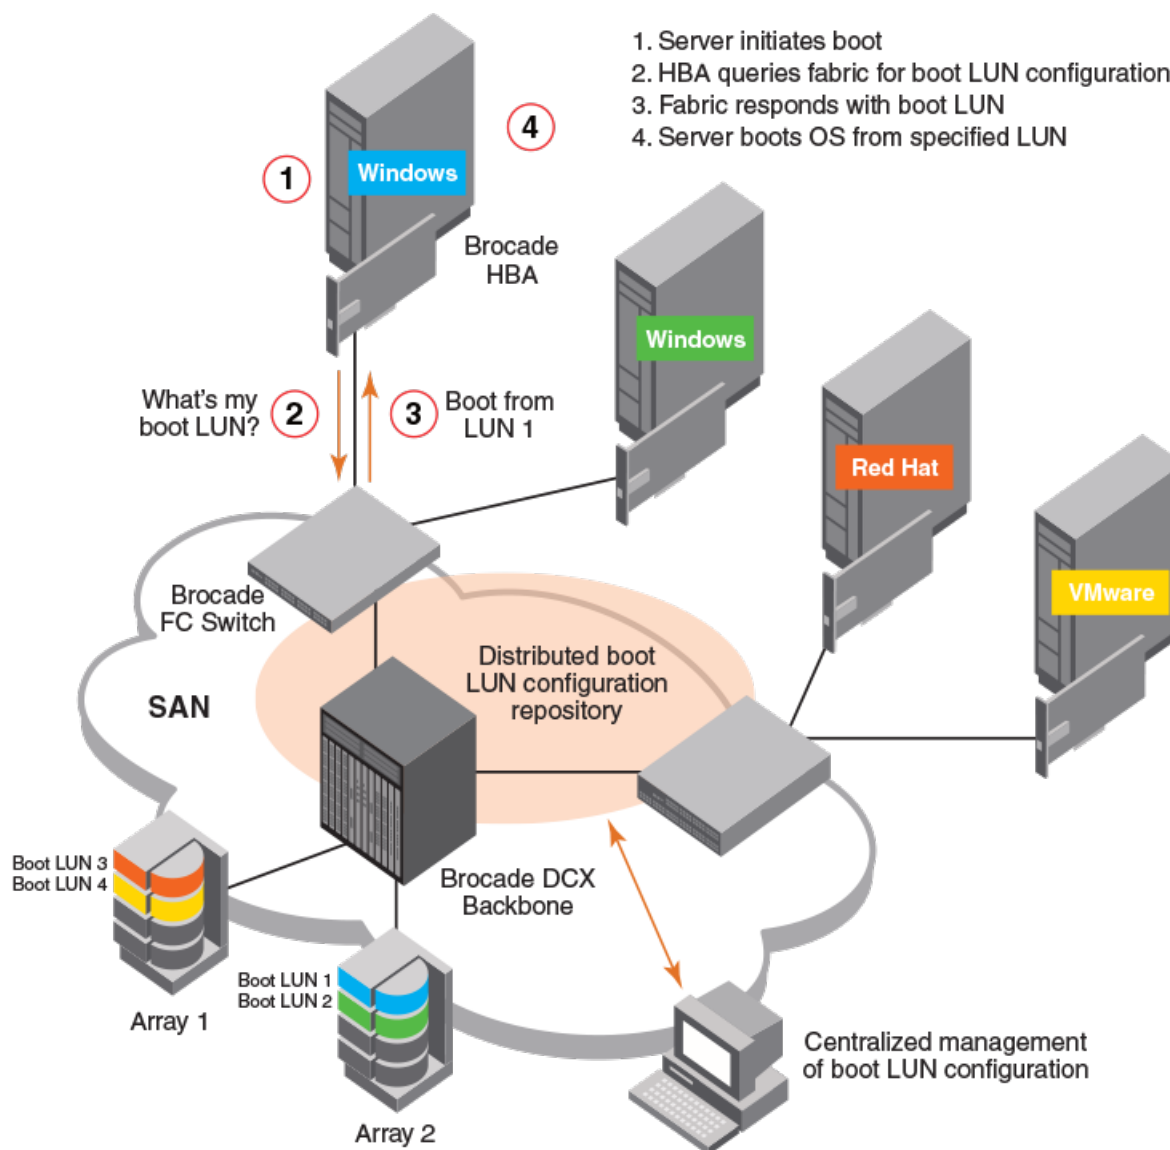 1. Server initiates boot
2. HBA queries fabric for boot LUN configuration
3. Fabric responds with boot LUN
4. Server boots OS from specified LUN
4
1
Windows
Brocade
HBA
Windows
What's my
boot LUN?
2
3
Boot from
LUN 1
Red Hat
VMware
Brocade
FC Switch
SAN
Distributed boot
LUN configuration
repository
Boot LUN 3
Boot LUN 4
Array 1
Brocade DCX
Backbone
Boot LUN 1
Boot LUN 2
Array 2
Centralized management
of boot LUN configuration